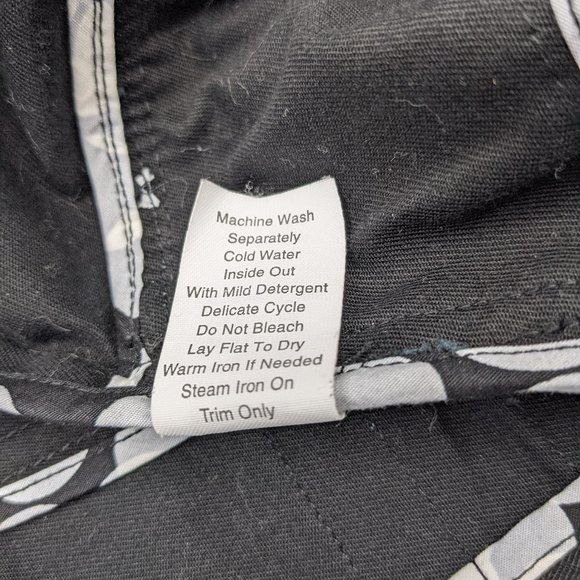 Machine Wash
Separately
Cold Water
Inside Out
With Mild Detergent
Delicate Cycle
Do Not Bleach
Lay Flat To Dry
Warm Iron If Needed
Steam Iron On
Trim Only